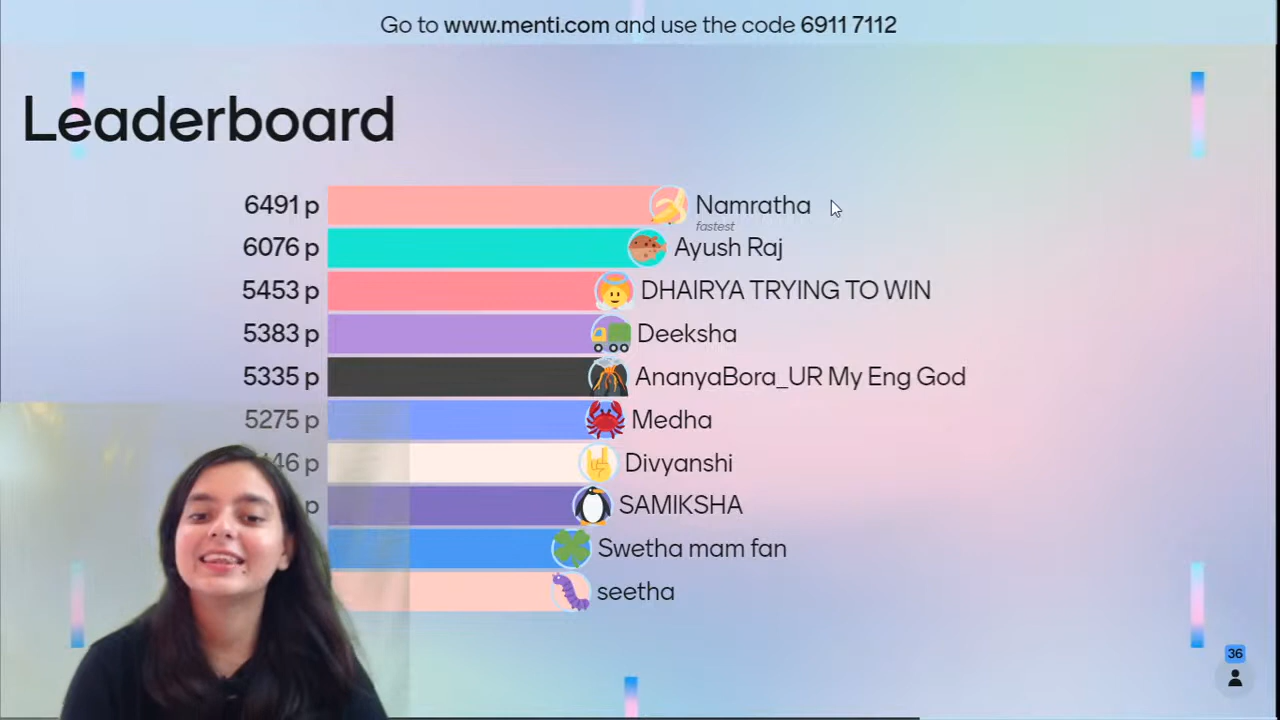 Go to www.menti.com and use the code 6911 7112
Leaderboard
6491 p Namratha
fastest
6076 p Ayush Raj
5453 p DHAIRYA TRYING TO WIN
5383 p Deeksha
5335 p AnanyaBora_UR My Eng God
5275 p Medha
46 p Divyanshi
p SAMIKSHA
Swetha mam fan
seetha
36